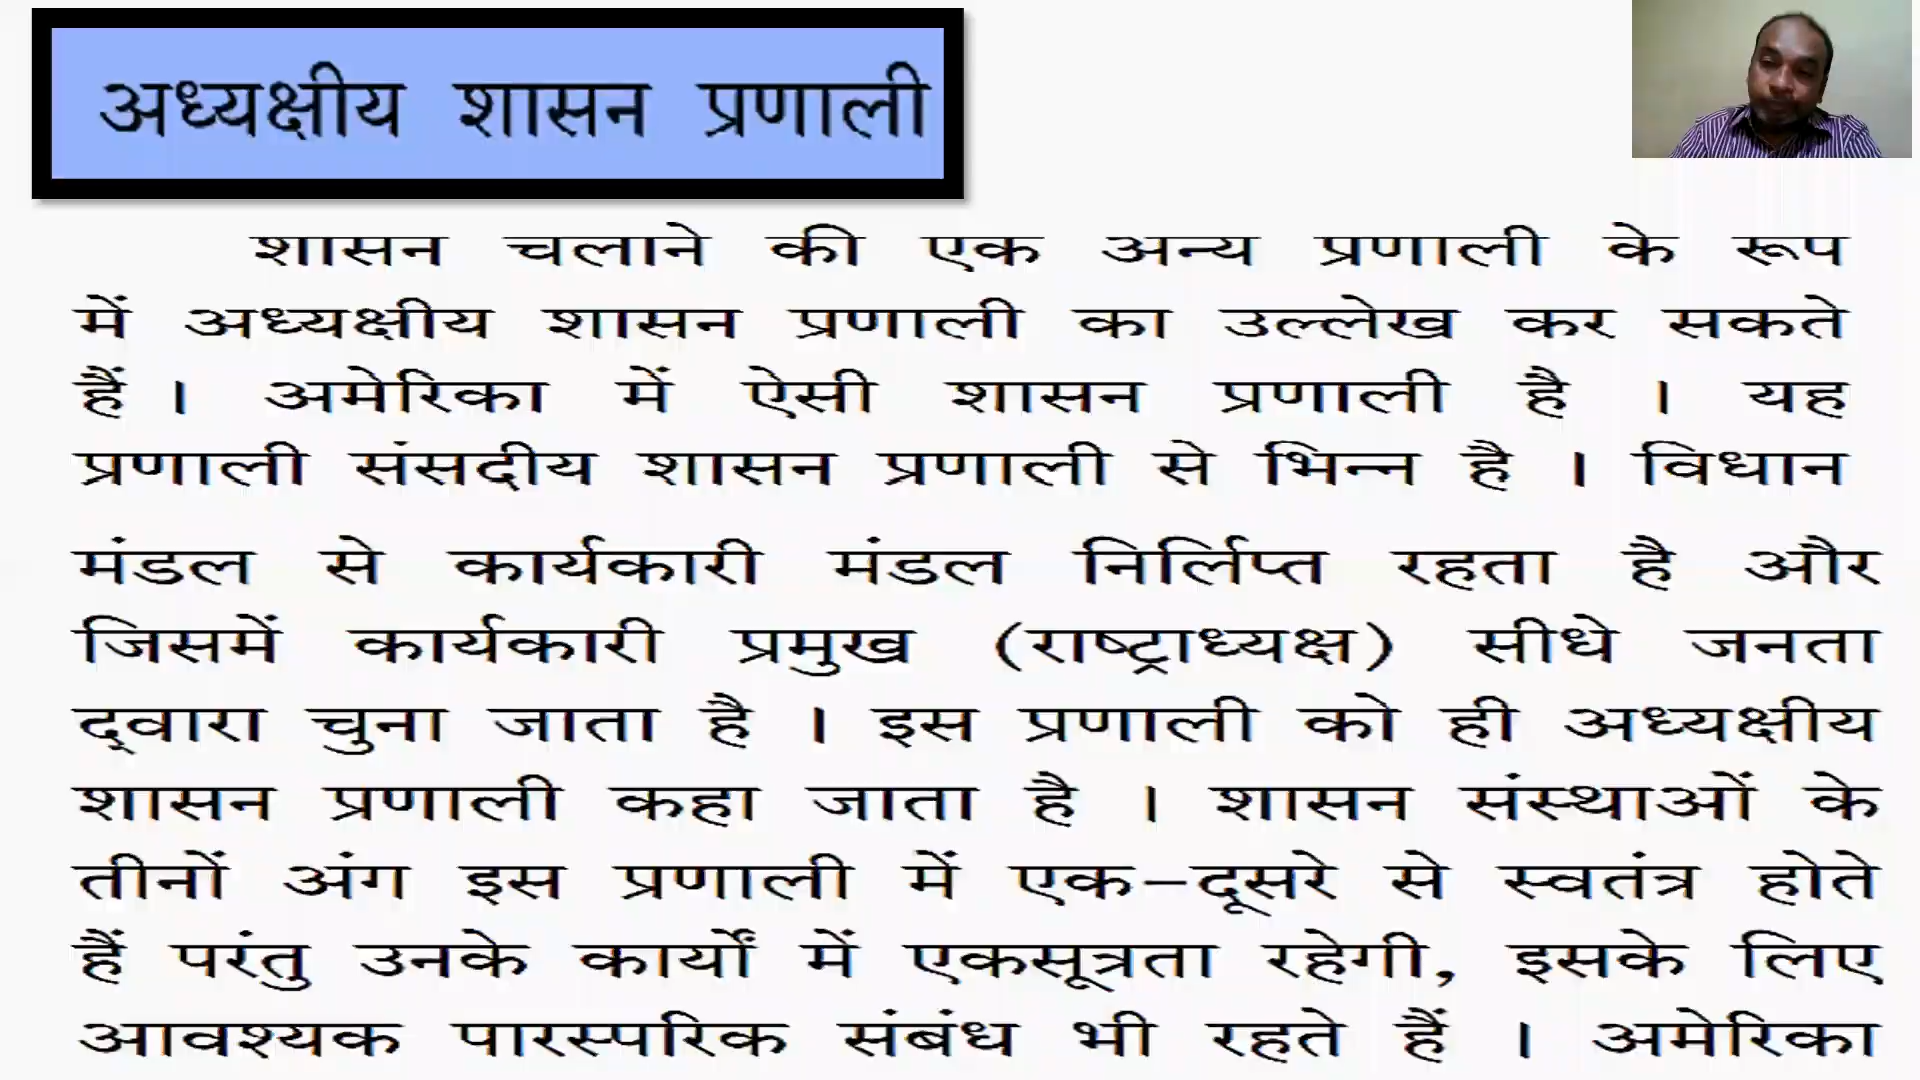 अध्यक्षीय शासन प्रणाली
शासन चलाने की एक अन्य प्रणाली के रूप
में अध्यक्षीय शासन प्रणाली का उल्लेख कर सकते
हैं । अमेरिका में ऐसी शासन प्रणाली है । यह
प्रणाली संसदीय शासन प्रणाली से भिन्न है । विधान
मंडल से कार्यकारी मंडल निर्लिप्त रहता है और
जिसमें कार्यकारी प्रमुख (राष्ट्राध्यक्ष) सीधे जनता
द्‌वारा चुना जाता है । इस प्रणाली को ही अध्यक्षीय
शासन प्रणाली कहा जाता है । शासन संस्थाओं के
तीनों अंग इस प्रणाली में एक-दूसरे से स्वतंत्र होते
हैं परंतु उनके कार्यों में एकसूत्रता रहेगी, इसके लिए
आवश्यक पारस्परिक संबंध भी रहते हैं । अमेरिका